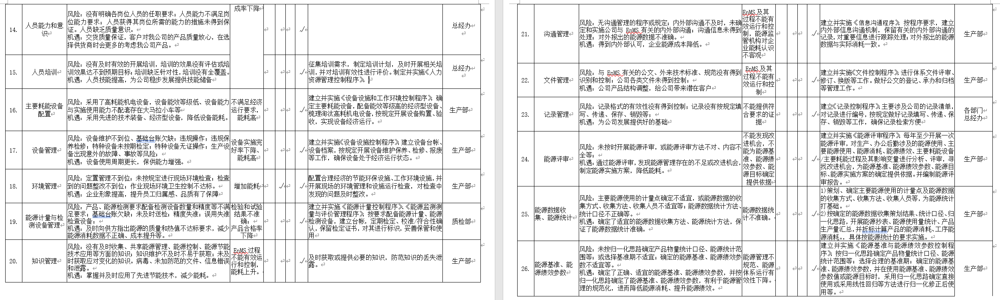 成率下降
14.
人员能力和意
识
风险：没有明确各岗位人员的任职要求；人员能力不满足岗
位能力要求；人员获得其岗位所需的能力的措施未得到保
证。人员缺乏质量意识。
机遇：交货质量保证，客户对我公司的产品质量放心，在选
择供货商时会更多的考虑我公司产品。
√
总经办
15.
人员培训
风险：没有及时有效的开展培训，培训的效果没有评估或培
训效果达不到预期目标；培训缺乏针对性，培训没有全覆盖。
机遇：人员技能提高，为公司稳步发展提供技能储备
√
征集培训需求，制定培训计划，及时开展相关培
训，并对培训有效性进行评价。制定并实施《人力
资源管理控制程序》。
总经办
16.
主要耗能设备
配置
风险：采用了高耗能机电设备，设备能效等级低、设备能力
与实施使用能力不配套存在大马拉小车等
机遇：采用先进的技术装备、经济型设备，降低设备能耗。
不满足经济
运行要求，
能耗高
√
建立并实施《设备设施和工作环境控制程序》，确
定主要耗能设备，配备能效等级高的经济型设备、
梳理淘汰高耗机电设备，按规定开展设备购置、验
收，实现设备经济运行。
生产部
17.
设备管理
风险：设备维护不到位、基础台账欠缺；违规操作；违规保
养检修；特种设备未按期检定；特种设备无证操作；生产设
备出现意外的故障、事故等风险；
机遇：设备使用周期更长，保供能力增强。
设备实施完
好率下降、
能耗高
√
建立并实施《设备设施控制程序》，建立设备台帐、
设备档案，按规定开展设备维护保养、检修、报废
等工作，确保设备处于经济运行状态。
生产部
18.
环境管理
风险：定置管理不到位；未按规定进行现场环境检查；检查
到的问题整改不到位；作业现场环境卫生控制不达标。
机遇：企业形象提高，提升员工归属感、品质有了保障
增加能耗
√
√
配置合理经济的节能环保设施、工作环境设施，并
开展现场的环境管理和设施运行检查，对检查中
发现的问题及时整改。
生产部
19.
能源计量与检
测设备管理
风险：产品、能源检测要求配备检测设备数量和精度等不满
足要求；基础台账欠缺；未及时送检；精度失准；误用失准
检查设备；
机遇：及时向供方指出能源的质量和热值不达标要求，减少
能源消耗数据不正确、成本提升等。
检验和试验
结果不准
确；
产品合格率
下降
√
建立并实施《能源计量控制程序》、《能源监测测
量与评价管理程序》，按要求配备能源计量、能源
检测设备，建立台帐，定期检定、校准/符合性确
认，保留检定证书，对其进行标识，妥善保管和使
用
质检部
20.
知识管理
风险：没有及时收集、共享能源管理、能源控制、能源节能
技术应用等方面的知识；知识维护不及时不易于获取；未及
时获取应对变化的知识。病毒、未加防范的文件、信息错误
和泄露。
机遇：掌握并及时应用了先进节能技术，减少能耗。
EnMS 过程
不能有效运
行和控制，
能耗上升。
√
及时获取或提供必要的知识，防范知识的丢失泄
露。
生产部
21.
沟通管理
风险：无沟通管理的程序或规定；内外部沟通不及时，未确
定和实施公司与 EnMS 有关的内外部沟通；沟通信息未得到
处理；对外报出的能源数据不准确。
机遇：得到内外部认可，企业能源成本降低。
EnMS 及其
过程不能有
效运行和控
制，能源监
管机构对企
业能耗认识
不客观
√
建立并实施《信息沟通程序》，按程序要求，建立
内外部信息沟通机制，保留有关的内外部沟通的
记录，对重要信息进行跟踪处理；对外报出的能源
数据与实际消耗一致。
生产部
22.
文件管理
风险：与 EnMS 有关的公文、外来技术标准、规范没有得到
识别和控制；公司各类文件未得到控制；
机遇：公司产品结构调整，给公司带来潜在客户
EnMS 及其
过程不能有
效运行和控
制
√
建立并实施《文件控制程序》，进行体系文件评审、
修订、换版等工作。做好公文的登记、承办和归档
等管理工作。
生产部
23.
记录管理
风险：记录格式的有效性没有得到控制；记录没有按规定填
写、传递、保存、销毁等；
机遇：为公司发展提供好的基础
不能提供符
合要求的证
据
√
建立《记录控制程序》，主要涉及公司的记录清单，
对记录进行编号，按规定做好记录填写、传递、保
存、销毁等工作，确保记录检索方便
各部门
总经办
24.
能源评审
风险：未按时开展能源评审，或能源评审方法不对、内容不
全等；
机遇：通过能源评审，发现能源管理存在的不足或改进机会，
制定能源实施方案，降低能耗。
不能发现改
进机会，不
能为能源基
准、能源绩
效参数、能
源目标确定
提供依据
√
建立并实施《能源评审程序》，每年至少开展一次
能源评审，对生产、办公后勤涉及的能源使用、主
要能源使用、能源消耗、能源绩效、主要耗能设备
/主要耗能过程及其影响变量进行分析、评审，寻
找改进机会，为能源基准、能源绩效参数、能源目
标、能源实施方案的确定提供依据。并编制能源评
审报告。
生产部
25.
能源数据收
集、能源统计
风险：主要能源使用的计量点确定不适宜，或能源数据的收
集方式、收集方法、收集人员不适宜等；能源数据统计方法、
统计口径不正确等。
机遇：确定了适宜的能源数据收集方法、能源统计方法，保
证了能源数据统计准确。
能源数据统
计不准确。
√
1)策划、确定主要能源使用的计量点及能源数据
的收集方式、收集方法、收集人员等，为能源统计
打基础。
2)按确定的能源数据收集策划结果、统计口径、归
一化思路，开展能源抄表、能源使用量统计、产品
生产量汇总，并折标计算产品的能源消耗、工序能
源消耗。，具体按能源统计的要求实施。
生产部
26.
能源基准、能
源绩效参数
风险：未按归一化思路确定产品物量统计口径、能源统计范
围等；或选择基准期不适宜；确定的能源基准、能源绩效参
数不适宜等。
机遇：确定了正确、适宜的能源基准、能源绩效参数，并按
归一化思路确定了能源基准、能源绩效参数，有利于能源管
理的规范化，进而降低能源消耗、提升能源绩效。
能源管理不
规范、能源
体系运行有
效性下降。
√
建立并实施《能源基准与能源绩效参数控制程
序》，按归一化思路确定产品物量统计口径、能源
统计范围等；选择合理的基准期；确定的能源基
准、能源绩效参数，并在使用能源基准、能源绩效
参数值或能源目标时，采用归一化思路确定直接
使用或采用线性回归等方法进行归一化修正后使
用等。
生产部